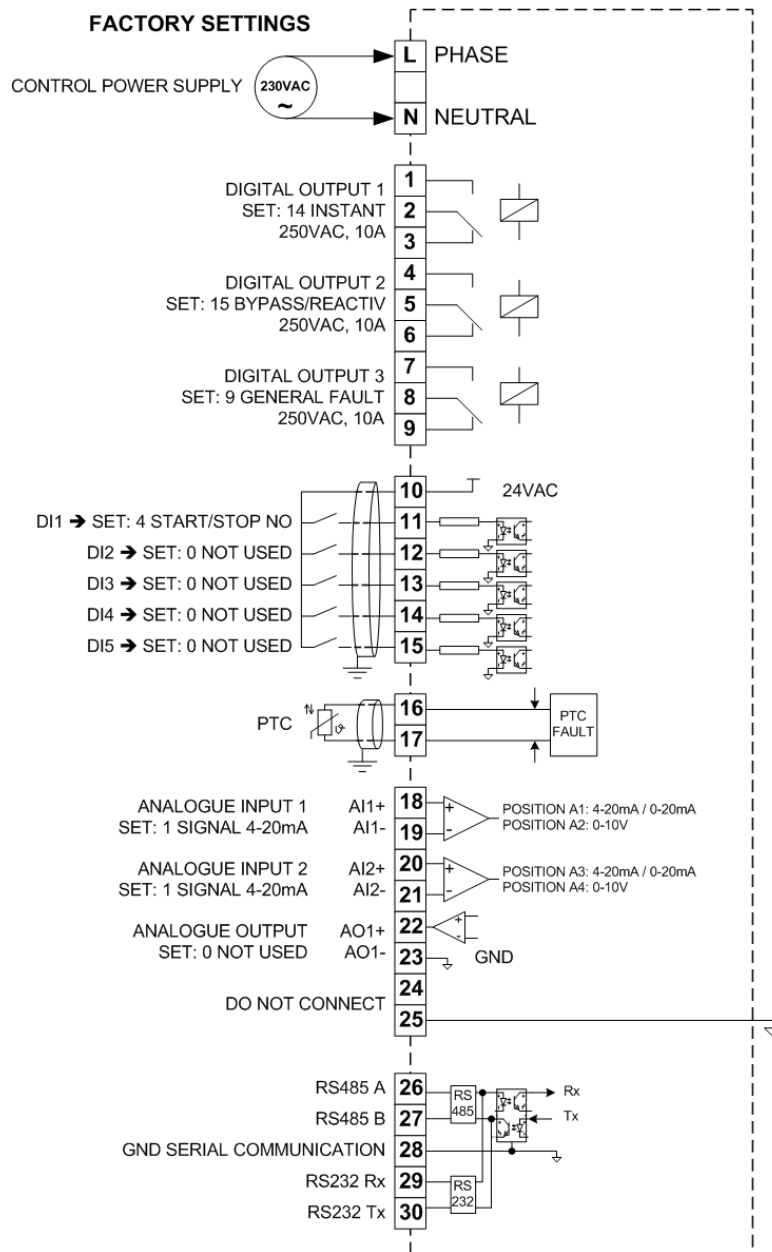 FACTORY SETTINGS
CONTROL POWER SUPPLY
230VAC
~
L PHASE
N NEUTRAL
DIGITAL OUTPUT 1
SET: 14 INSTANT
250VAC, 10A
1
2
3
DIGITAL OUTPUT 2
SET: 15 BYPASS/REACTIV
250VAC, 10A
4
5
6
DIGITAL OUTPUT 3
SET: 9 GENERAL FAULT
250VAC, 10A
7
8
9
10 24VAC
DI1 ➔ SET: 4 START/STOP NO 11
DI2 ➔ SET: 0 NOT USED 12
DI3 ➔ SET: 0 NOT USED 13
DI4 ➔ SET: 0 NOT USED 14
DI5 ➔ SET: 0 NOT USED 15
PTC
16
17
PTC
FAULT
ANALOGUE INPUT 1 AI1+ 18 + POSITION A1: 4-20mA / 0-20mA
SET: 1 SIGNAL 4-20mA AI1- 19 - POSITION A2: 0-10V
ANALOGUE INPUT 2 AI2+ 20 + POSITION A3: 4-20mA / 0-20mA
SET: 1 SIGNAL 4-20mA AI2- 21 - POSITION A4: 0-10V
ANALOGUE OUTPUT AO1+ 22 + -
SET: 0 NOT USED AO1- 23 GND
DO NOT CONNECT
24
25
RS485 A 26
RS485 B 27
RS
485
Rx
Tx
GND SERIAL COMMUNICATION 28
RS232 Rx 29
RS232 Tx 30
RS
232